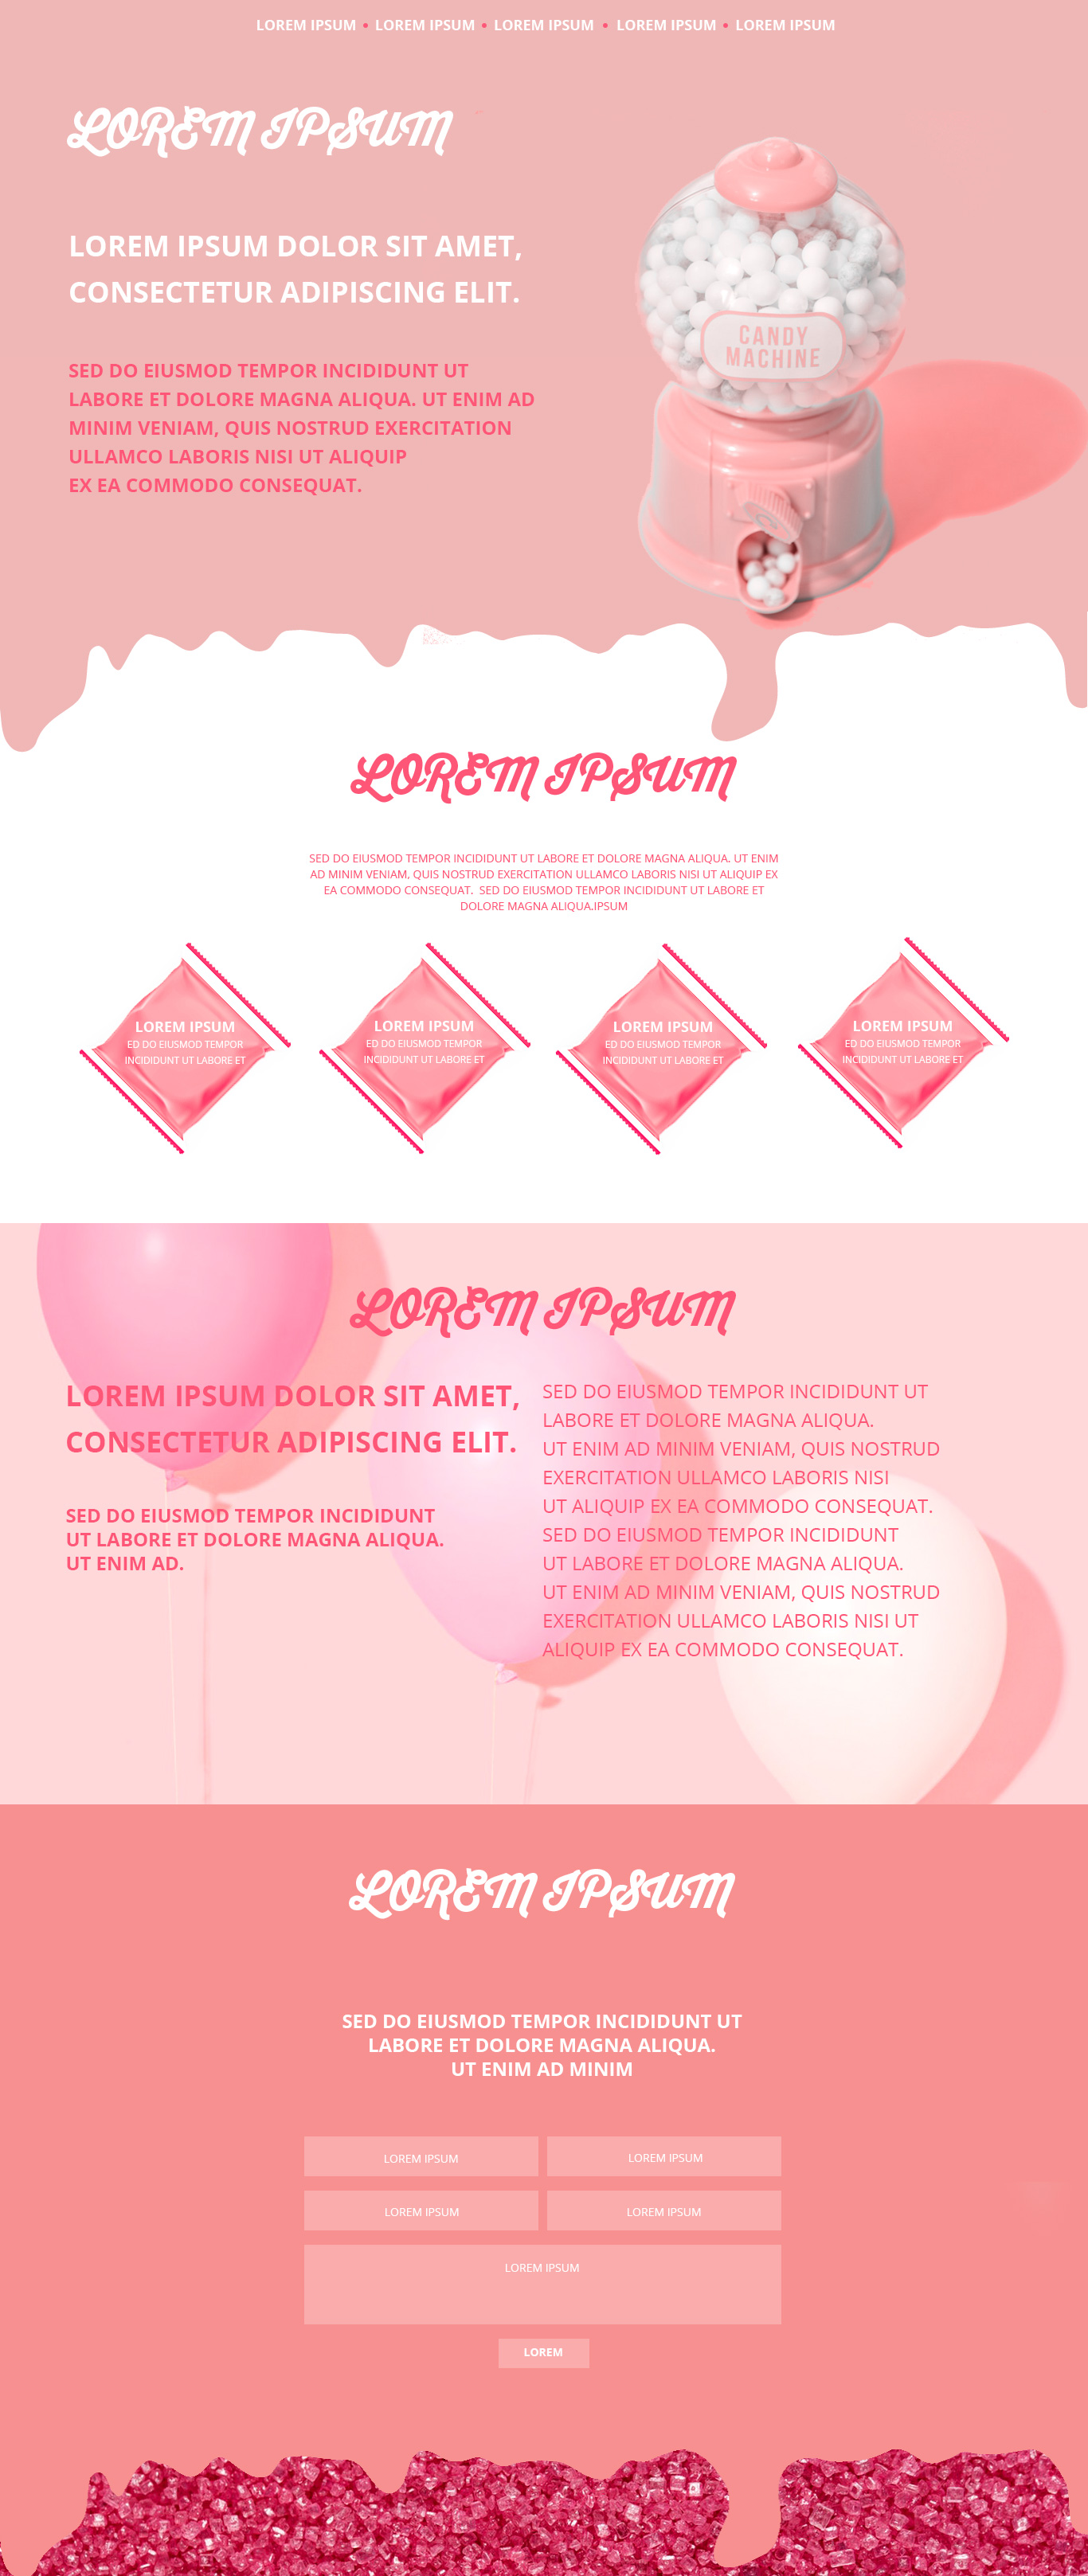 LOREM IPSUM • LOREM IPSUM • LOREM IPSUM • LOREM IPSUM • LOREM IPSUM
LOREM IPSUM
LOREM IPSUM DOLOR SIT AMET,
CONSECTETUR ADIPISCING ELIT.
SED DO EIUSMOD TEMPOR INCIDIDUNT UT
LABORE ET DOLORE MAGNA ALIQUA. UT ENIM AD
MINIM VENIAM, QUIS NOSTRUD EXERCITATION
ULLAMCO LABORIS NISI UT ALIQUIP
EX EA COMMODO CONSEQUAT.
CANDY
MACHINE
LOREM IPSUM
SED DO EIUSMOD TEMPOR INCIDIDUNT UT LABORE ET DOLORE MAGNA ALIQUA. UT ENIM
AD MINIM VENIAM, QUIS NOSTRUD EXERCITATION ULLAMCO LABORIS NISI UT ALIQUIP EX
EA COMMODO CONSEQUAT. SED DO EIUSMOD TEMPOR INCIDIDUNT UT LABORE ET
DOLORE MAGNA ALIQUA.IPSUM
LOREM IPSUM
ED DO EIUSMOD TEMPOR
INCIDIDUNT UT LABORE ET
LOREM IPSUM
ED DO EIUSMOD TEMPOR
INCIDIDUNT UT LABORE ET
LOREM IPSUM
ED DO EIUSMOD TEMPOR
INCIDIDUNT UT LABORE ET
LOREM IPSUM
ED DO EIUSMOD TEMPOR
INCIDIDUNT UT LABORE ET
LOREM IPSUM
LOREM IPSUM DOLOR SIT AMET,
CONSECTETUR ADIPISCING ELIT.
SED DO EIUSMOD TEMPOR INCIDIDUNT
UT LABORE ET DOLORE MAGNA ALIQUA.
UT ENIM AD.
SED DO EIUSMOD TEMPOR INCIDIDUNT UT
LABORE ET DOLORE MAGNA ALIQUA.
UT ENIM AD MINIM VENIAM, QUIS NOSTRUD
EXERCITATION ULLAMCO LABORIS NISI
UT ALIQUIP EX EA COMMODO CONSEQUAT.
SED DO EIUSMOD TEMPOR INCIDIDUNT
UT LABORE ET DOLORE MAGNA ALIQUA.
UT ENIM AD MINIM VENIAM, QUIS NOSTRUD
EXERCITATION ULLAMCO LABORIS NISI UT
ALIQUIP EX EA COMMODO CONSEQUAT.
LOREM IPSUM
SED DO EIUSMOD TEMPOR INCIDIDUNT UT
LABORE ET DOLORE MAGNA ALIQUA.
UT ENIM AD MINIM
LOREM IPSUM
LOREM IPSUM
LOREM IPSUM
LOREM IPSUM
LOREM IPSUM
LOREM